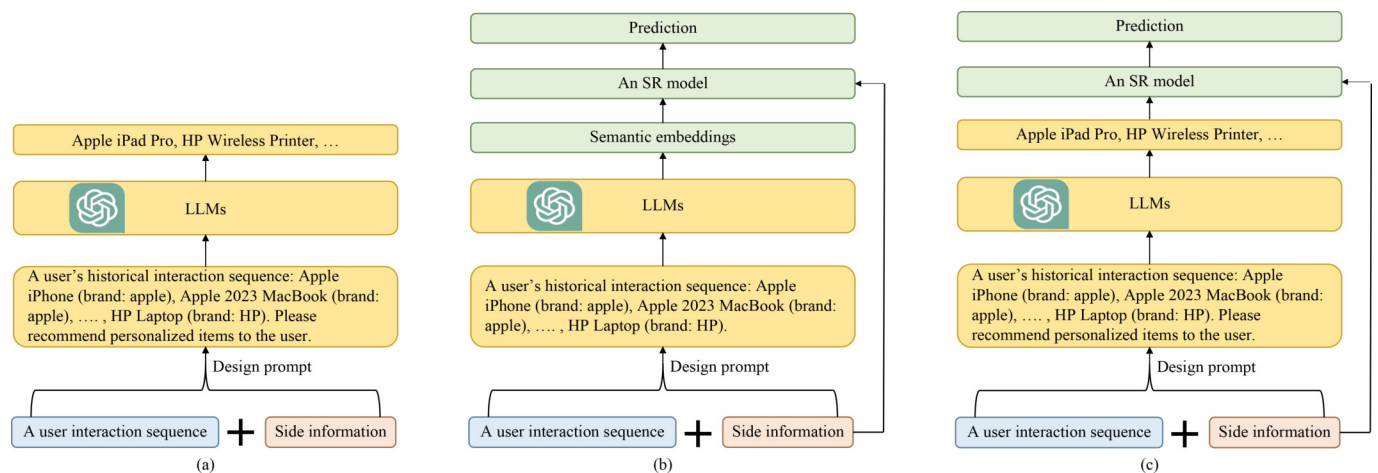 Apple iPad Pro, HP Wireless Printer, …
LLMs
A user's historical interaction sequence: Apple
iPhone (brand: apple), Apple 2023 MacBook (brand:
apple), …. , HP Laptop (brand: HP). Please
recommend personalized items to the user.
Design prompt
A user interaction sequence + Side information
(a)
Prediction
An SR model
Semantic embeddings
LLMs
A user's historical interaction sequence: Apple
iPhone (brand: apple), Apple 2023 MacBook (brand:
apple), …. , HP Laptop (brand: HP).
Design prompt
A user interaction sequence + Side information
(b)
Prediction
An SR model
Apple iPad Pro, HP Wireless Printer, …
LLMs
A user's historical interaction sequence: Apple
iPhone (brand: apple), Apple 2023 MacBook (brand:
apple), …. , HP Laptop (brand: HP). Please
recommend personalized items to the user.
Design prompt
A user interaction sequence + Side information
(c)